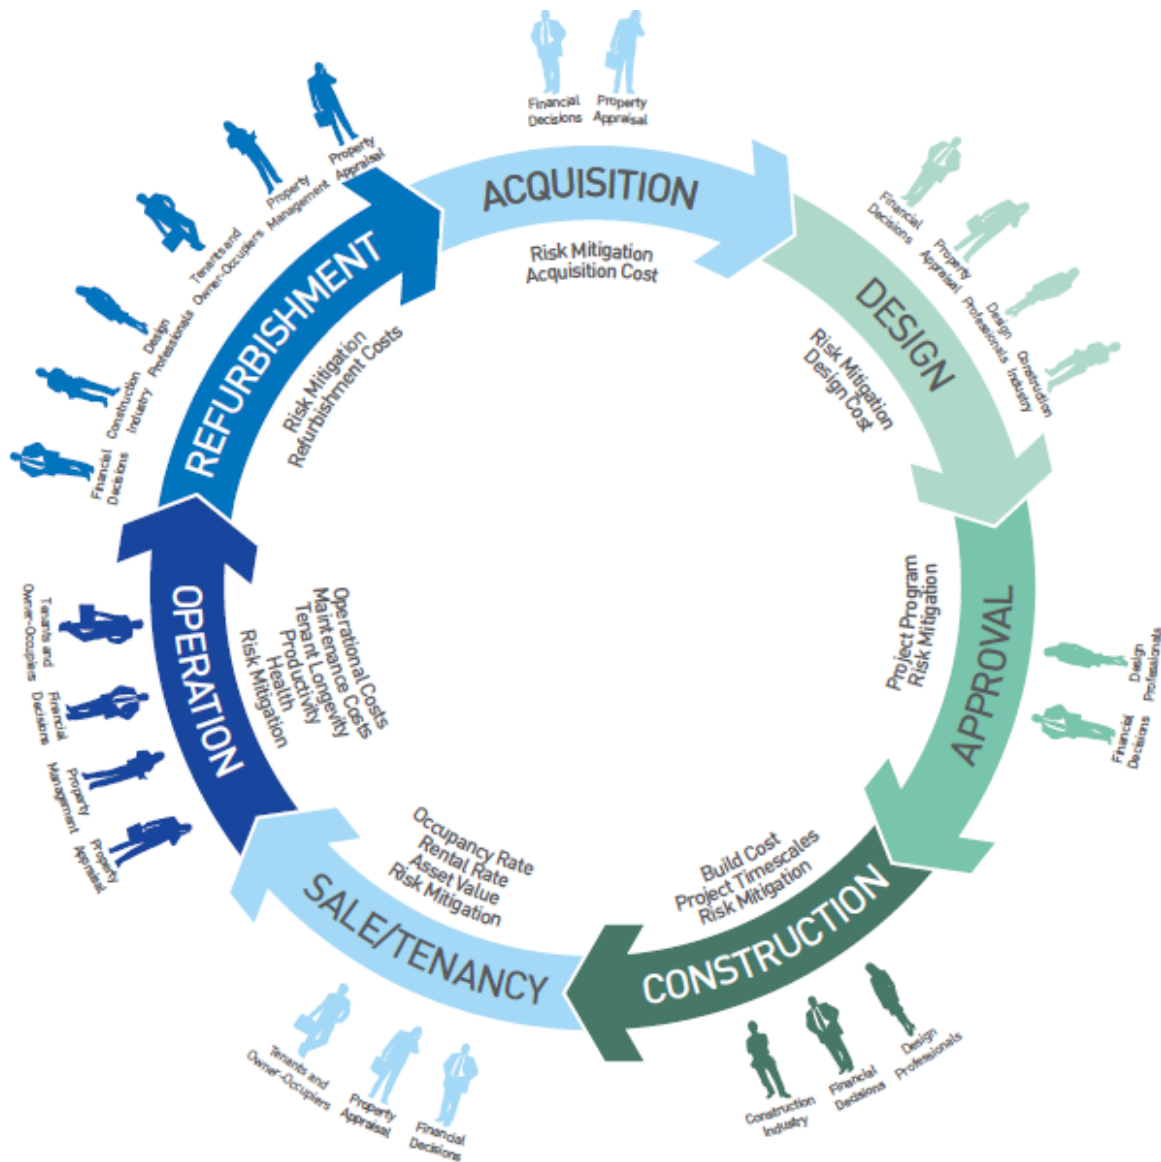 Financial
Decisions
Property
Appraisal
ACQUISITION
Risk Mitigation
Acquisition Cost
Financial
Decisions
Property
Appraisal
Design
Professionals
Construction
Industry
DESIGN
Risk Mitigation
Design Cost
APPROVAL
Project Program
Risk Mitigation
Design
Professionals
Financial
Decisions
CONSTRUCTION
Build Cost
Project Timescales
Risk Mitigation
Design
Professionals
Financial
Decisions
Construction
Industry
SALE/TENANCY
Occupancy Rate
Rental Rate
Asset Value
Risk Mitigation
Financial
Decisions
Property
Appraisal
Tenants and
Owner-Occupiers
OPERATION
Operational Costs
Maintenance Costs
Tenant Longevity
Productivity
Health
Risk Mitigation
Property
Appraisal
Property
Management
Financial
Decisions
Tenants and
Owner-Occupiers
REFURBISHMENT
Risk Mitigation
Refurbishment Costs
Financial
Decisions
Construction
Industry
Design
Professionals
Tenants and
Owner-Occupiers
Property
Management
Property
Appraisal